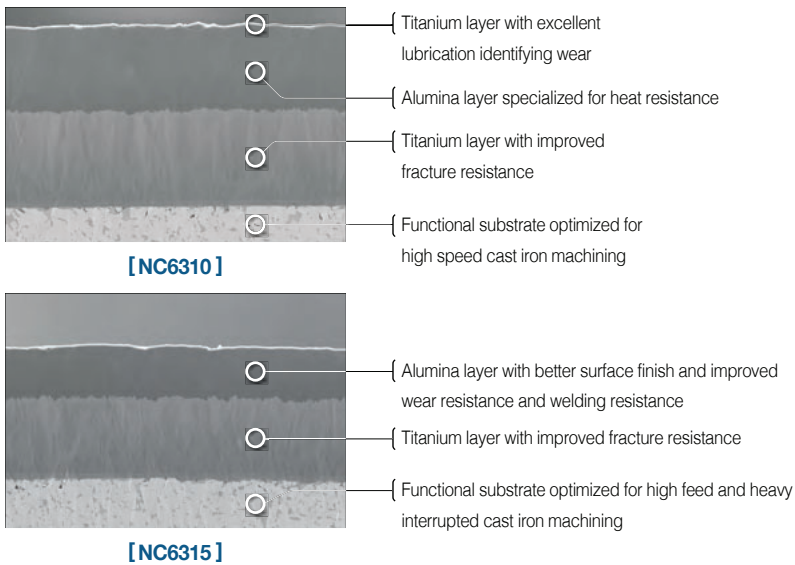 Titanium layer with excellent
lubrication identifying wear
Alumina layer specialized for heat resistance
Titanium layer with improved
fracture resistance
Functional substrate optimized for
high speed cast iron machining
[ NC6310 ]
Alumina layer with better surface finish and improved
wear resistance and welding resistance
Titanium layer with improved fracture resistance
Functional substrate optimized for high feed and heavy
interrupted cast iron machining
[ NC6315 ]